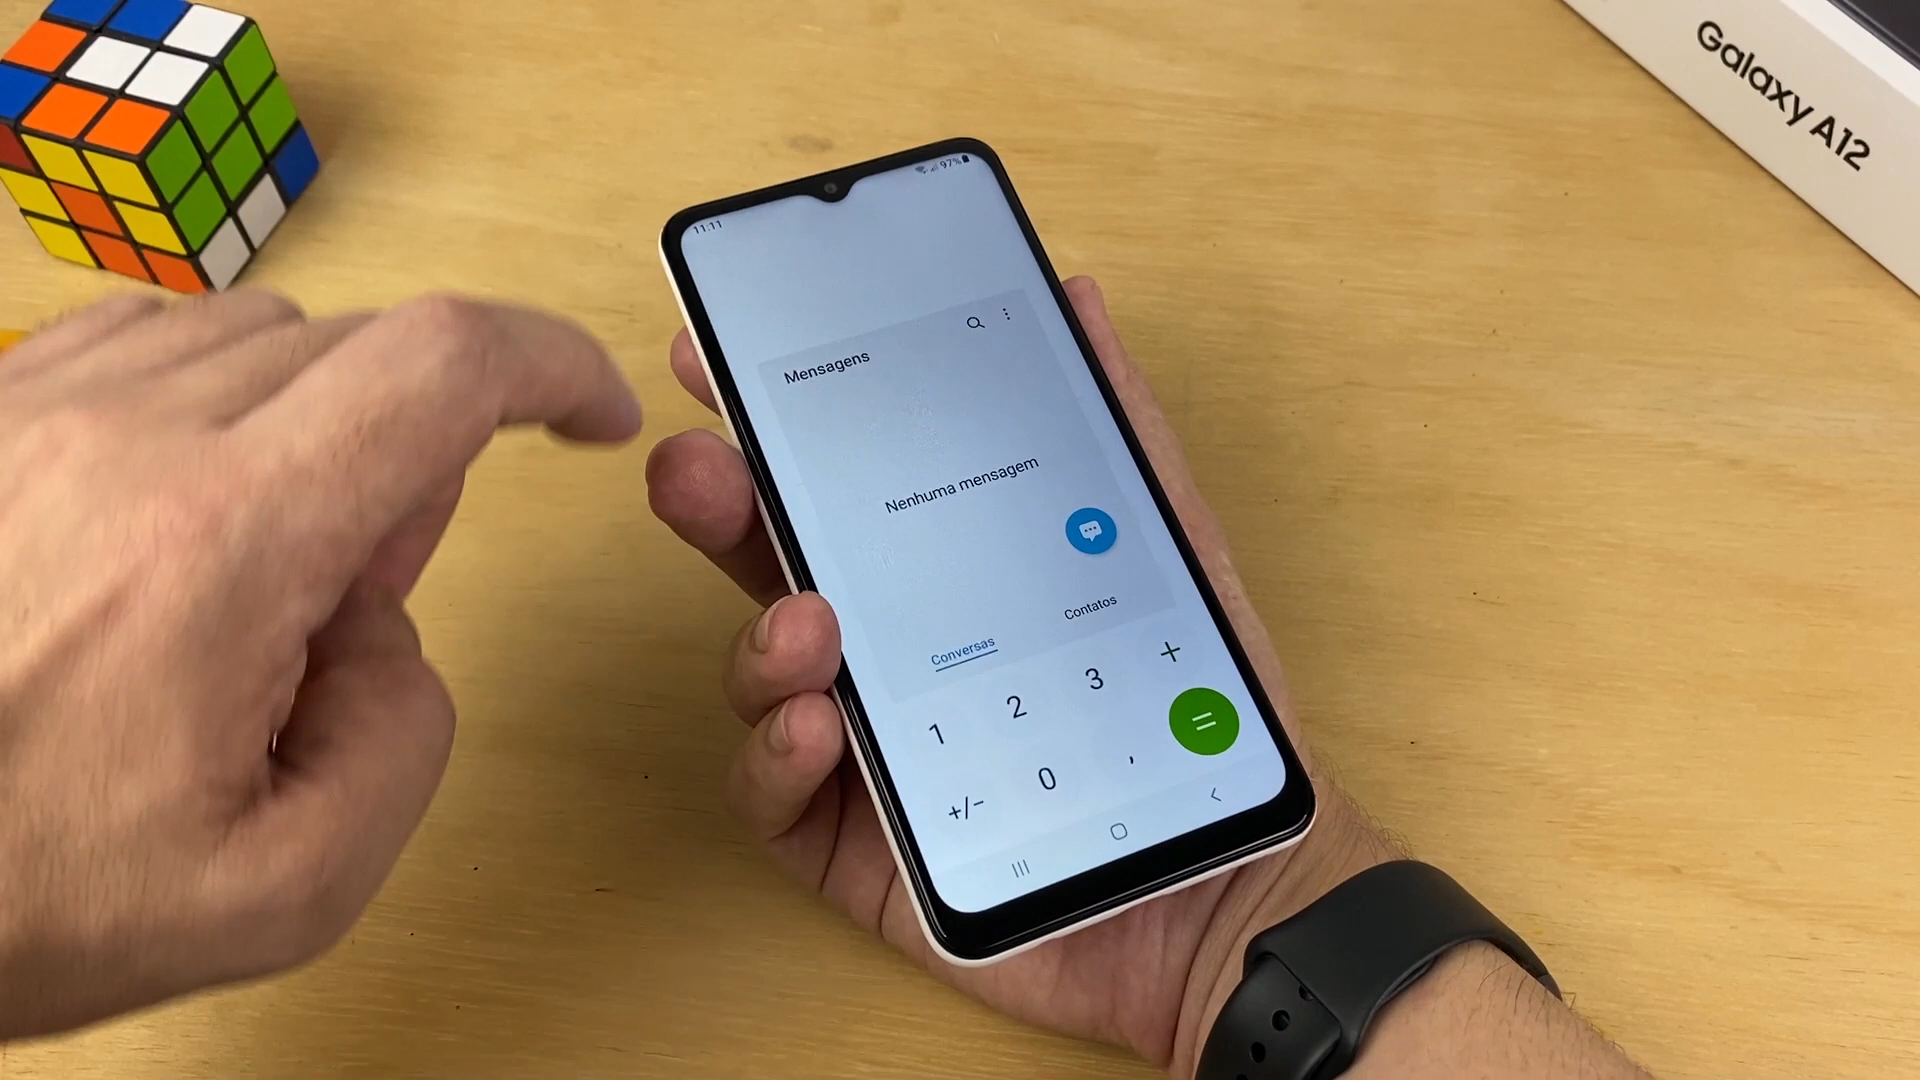 Galaxy A12
11:11
97%
Mensagens
Nenhuma mensagem
Conversas
Contatos
1 2 3 +
+/− 0 , =